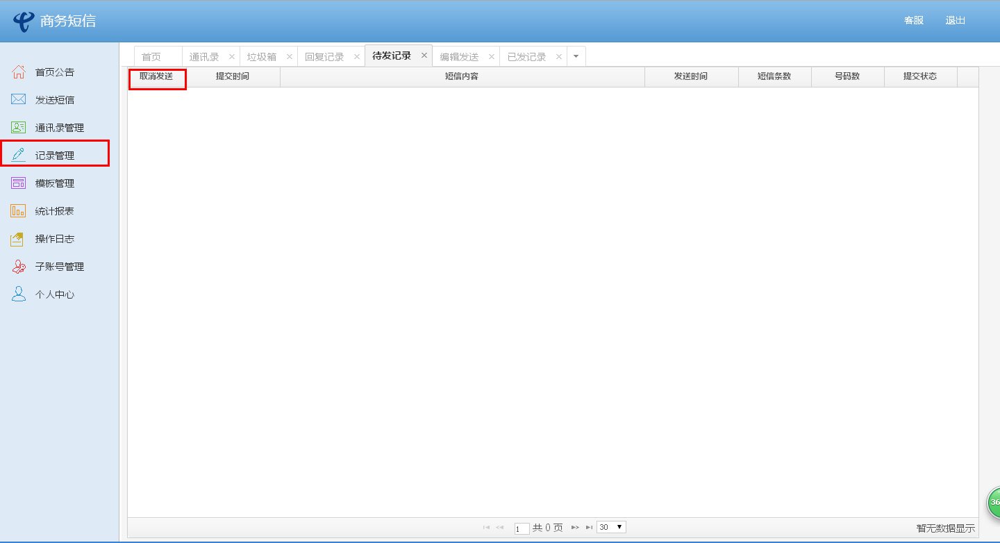 商务短信
客服 退出
首页 通讯录 垃圾箱 回复记录 待发记录 编辑发送 已发记录
首页公告
发送短信
通讯录管理
记录管理
模板管理
统计报表
操作日志
子账号管理
个人中心
取消发送 提交时间 短信内容 发送时间 短信条数 号码数 提交状态
36
1 共 0 页 30 暂无数据显示